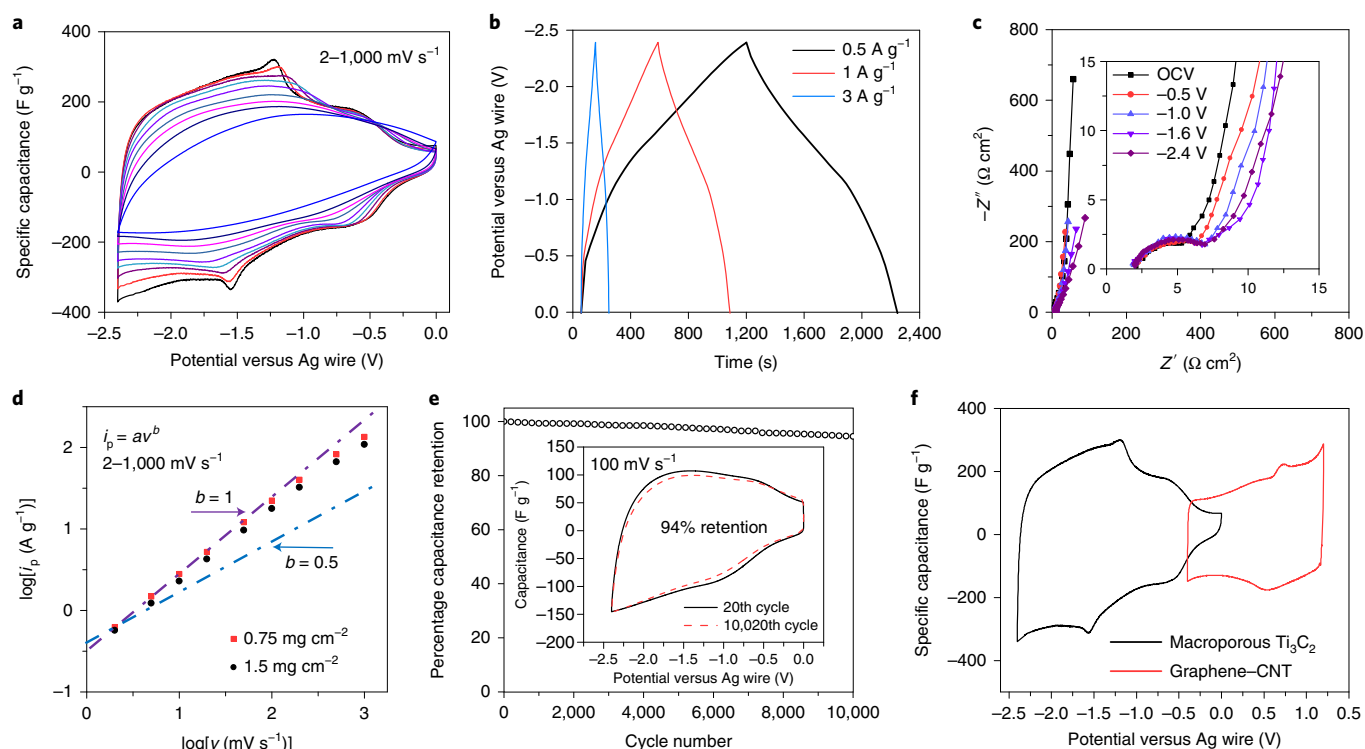 a
400
300
200
100
0
–200
–400
–2.5
–2.0
–1.5
–1.0
–0.5
0.0
Specific capacitance (F g⁻¹)
Potential versus Ag wire (V)
2–1,000 mV s⁻¹
b
–2.5
–2.0
–1.5
–1.0
–0.5
0.0
0
400
800
1,200
1,600
2,000
2,400
Potential versus Ag wire (V)
Time (s)
0.5 A g⁻¹
1 A g⁻¹
3 A g⁻¹
c
–800
600
400
200
0
0
200
400
600
800
–Z″ (Ω cm²)
Z′ (Ω cm²)
15
10
5
0
0
5
10
15
OCV
–0.5 V
–1.0 V
–1.6 V
–2.4 V
d
2
1
0
–1
0
1
2
3
log[iₚ (A g⁻¹)]
log[v (mV s⁻¹)]
iₚ = avᵇ
2–1,000 mV s⁻¹
b = 1
b = 0.5
0.75 mg cm⁻²
1.5 mg cm⁻²
e
100
80
60
40
20
0
0
2,000
4,000
6,000
8,000
10,000
Percentage capacitance retention
Cycle number
150
100
50
0
–50
–100
–150
–200
–2.5
–2.0
–1.5
–1.0
–0.5
0.0
Capacitance (F g⁻¹)
Potential versus Ag wire (V)
100 mV s⁻¹
94% retention
20th cycle
10,020th cycle
f
400
200
0
–200
–400
–2.5
–2.0
–1.5
–1.0
–0.5
0.0
0.5
1.0
1.5
Specific capacitance (F g⁻¹)
Potential versus Ag wire (V)
Macroporous Ti₃C₂
Graphene–CNT